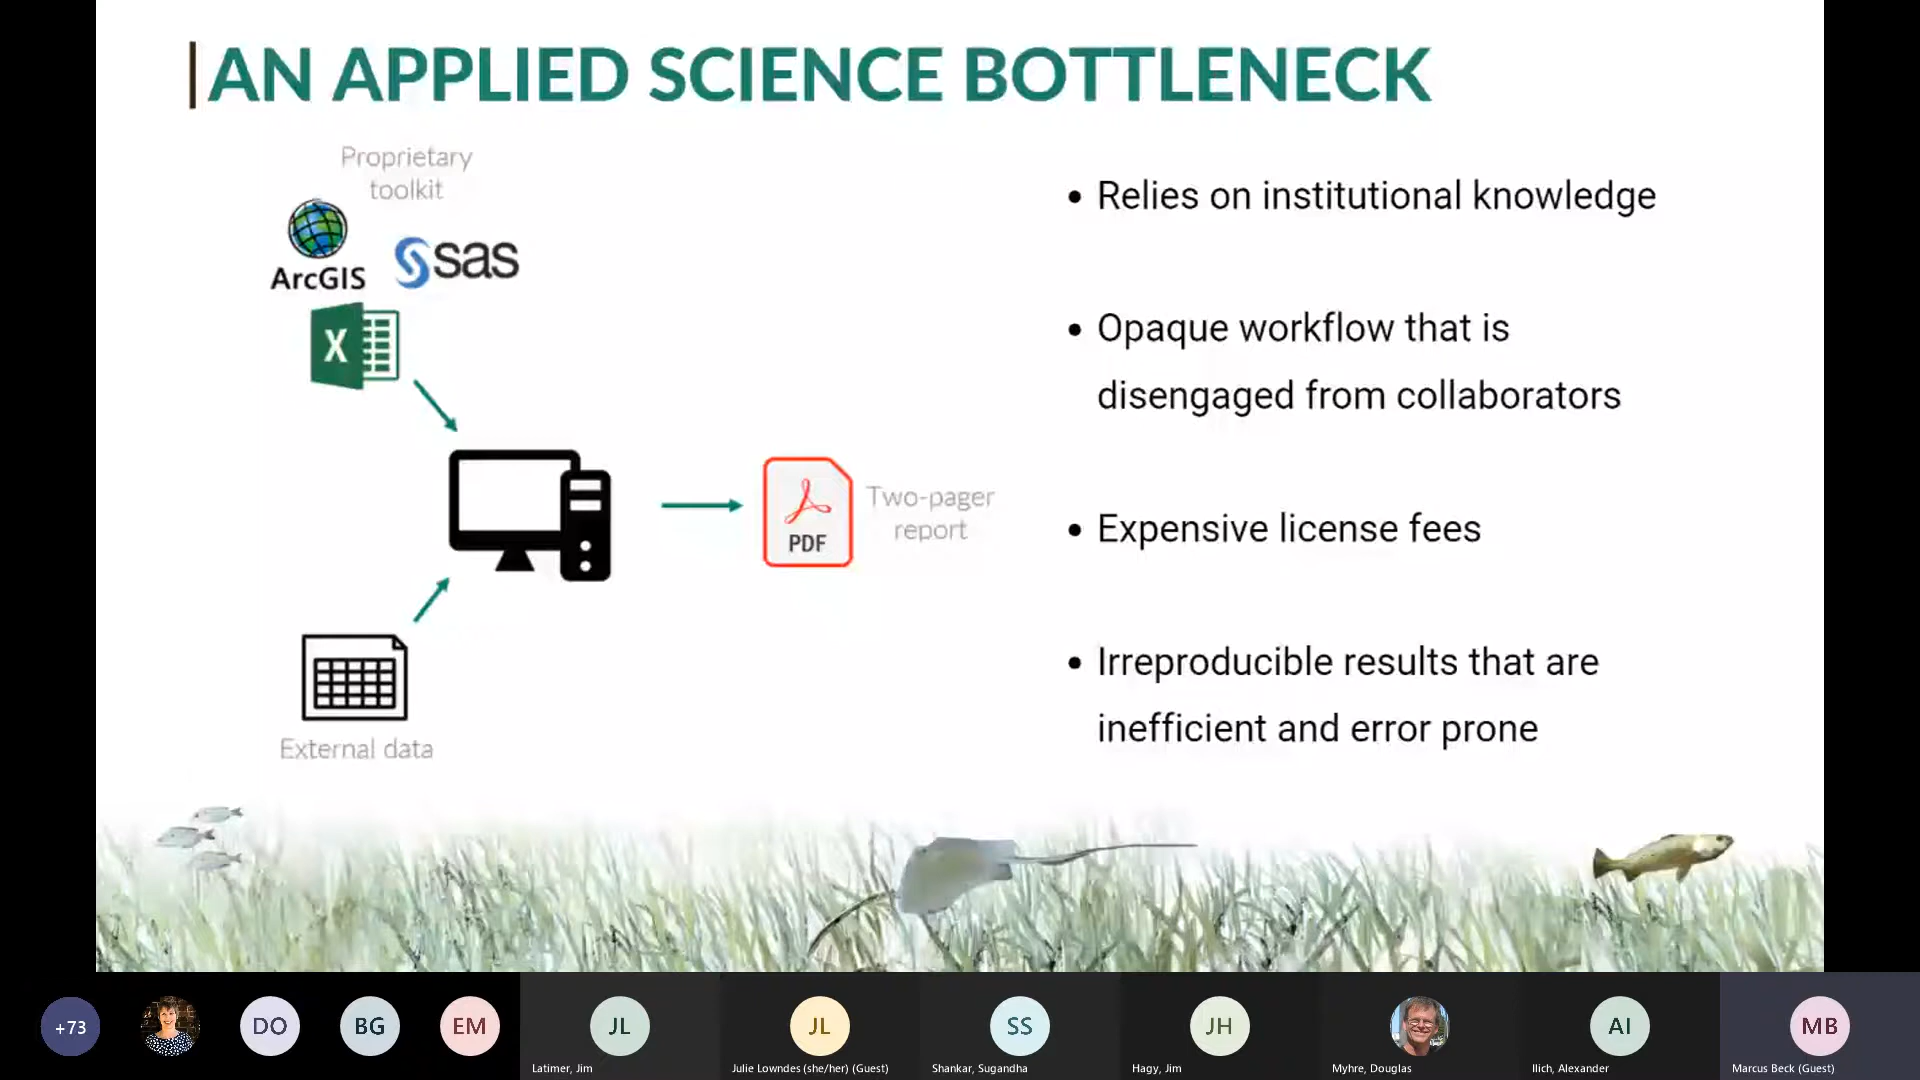 AN APPLIED SCIENCE BOTTLENECK
Proprietary
toolkit
ArcGIS
sas
X
PDF
Two-pager
report
External data
• Relies on institutional knowledge
• Opaque workflow that is
disengaged from collaborators
• Expensive license fees
• Irreproducible results that are
inefficient and error prone
+73
DO
BG
EM
JL
Latimer, Jim
JL
Julie Lowndes (she/her) (Guest)
SS
Shankar, Sugandha
JH
Hagy, Jim
Myhre, Douglas
AI
Ilich, Alexander
MB
Marcus Beck (Guest)